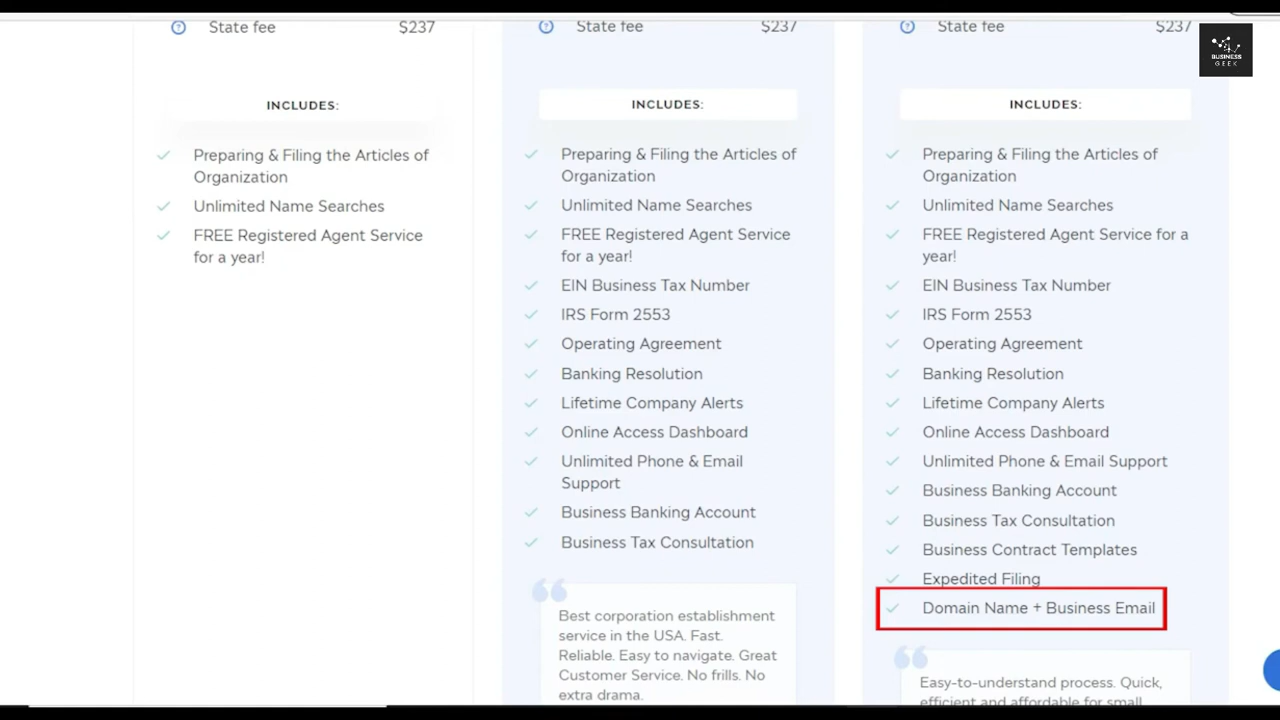 State fee $237
INCLUDES:
Preparing & Filing the Articles of
Organization
Unlimited Name Searches
FREE Registered Agent Service
for a year!
State fee $237
INCLUDES:
Preparing & Filing the Articles of
Organization
Unlimited Name Searches
FREE Registered Agent Service
for a year!
EIN Business Tax Number
IRS Form 2553
Operating Agreement
Banking Resolution
Lifetime Company Alerts
Online Access Dashboard
Unlimited Phone & Email
Support
Business Banking Account
Business Tax Consultation
Best corporation establishment
service in the USA. Fast.
Reliable. Easy to navigate. Great
Customer Service. No frills. No
extra drama.
State fee $237
INCLUDES:
Preparing & Filing the Articles of
Organization
Unlimited Name Searches
FREE Registered Agent Service for a
year!
EIN Business Tax Number
IRS Form 2553
Operating Agreement
Banking Resolution
Lifetime Company Alerts
Online Access Dashboard
Unlimited Phone & Email Support
Business Banking Account
Business Tax Consultation
Business Contract Templates
Expedited Filing
Domain Name + Business Email
Easy-to-understand process. Quick,
efficient and affordable for small
BUSINESS
GEEK